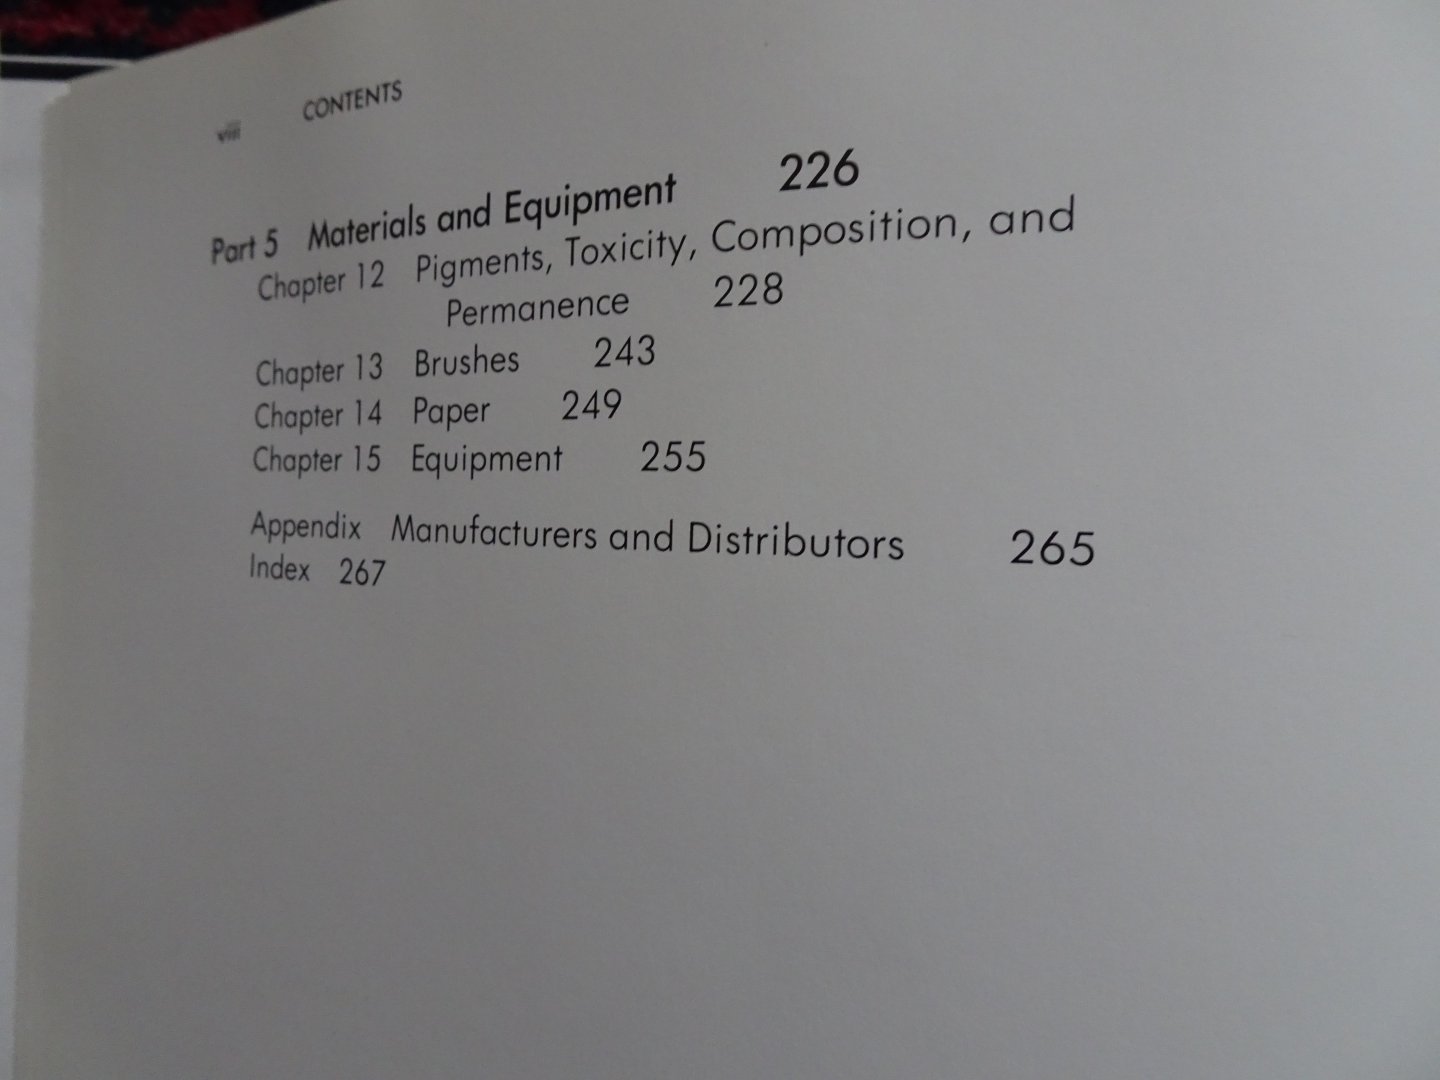 viii CONTENTS
Part 5 Materials and Equipment 226
Chapter 12 Pigments, Toxicity, Composition, and
Permanence 228
Chapter 13 Brushes 243
Chapter 14 Paper 249
Chapter 15 Equipment 255
Appendix Manufacturers and Distributors 265
Index 267